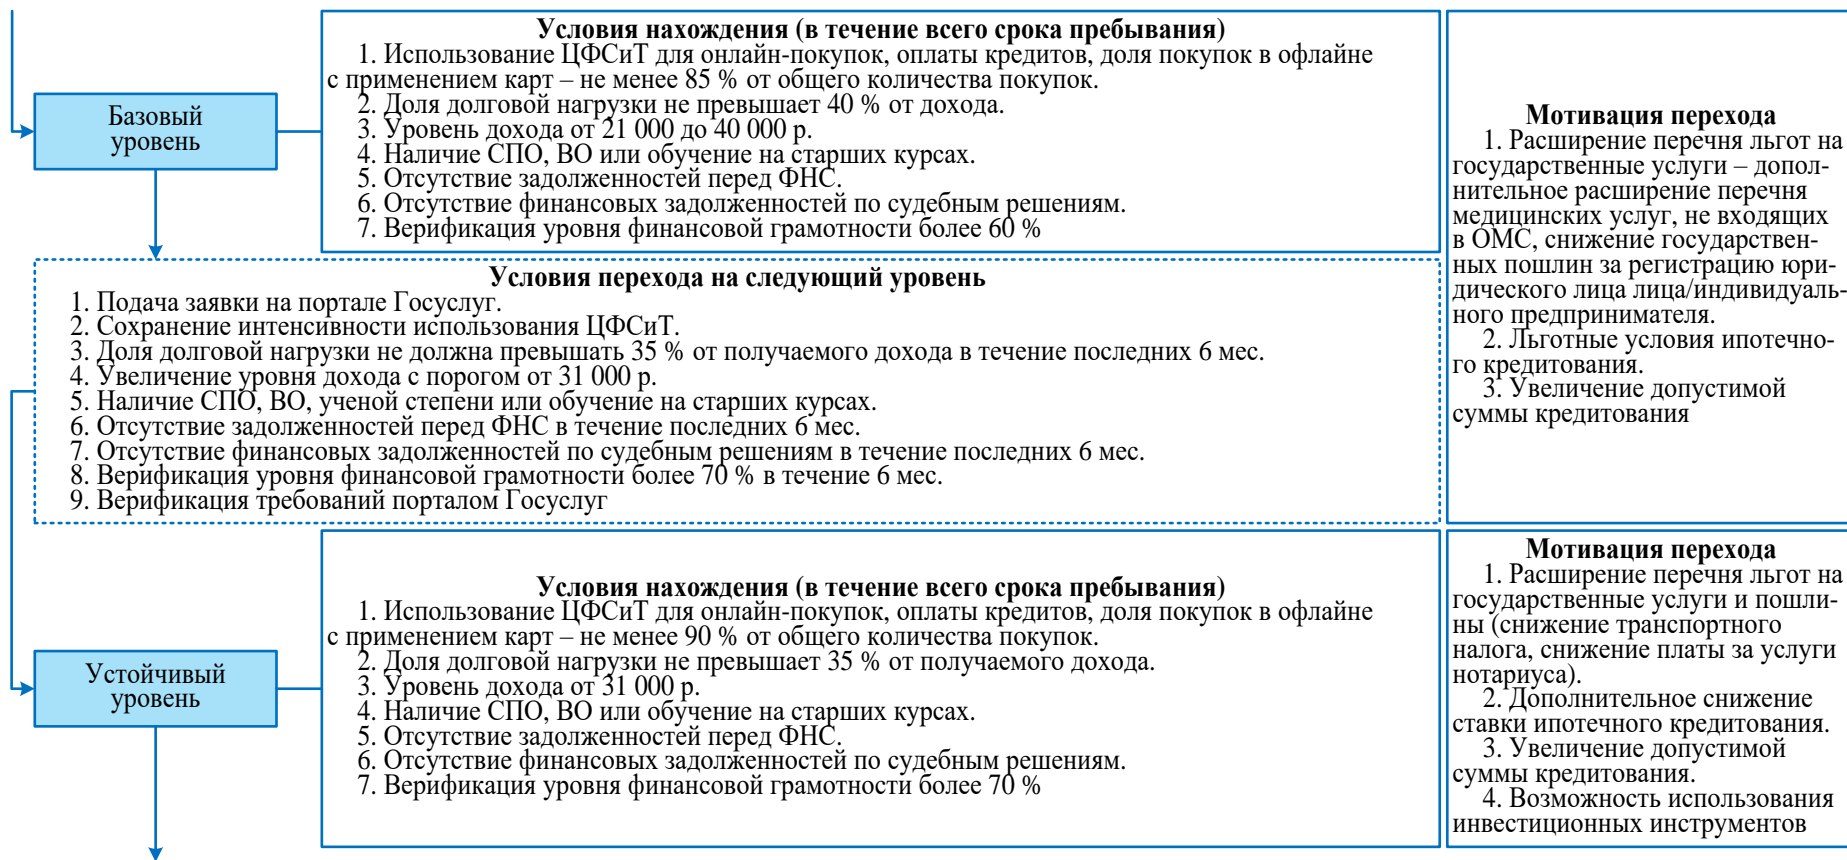 Базовый
уровень
Условия нахождения (в течение всего срока пребывания)
1. Использование ЦФСиТ для онлайн-покупок, оплаты кредитов, доля покупок в офлайне
с применением карт – не менее 85 % от общего количества покупок.
2. Доля долговой нагрузки не превышает 40 % от дохода.
3. Уровень дохода от 21 000 до 40 000 р.
4. Наличие СПО, ВО или обучение на старших курсах.
5. Отсутствие задолженностей перед ФНС.
6. Отсутствие финансовых задолженностей по судебным решениям.
7. Верификация уровня финансовой грамотности более 60 %
Мотивация перехода
1. Расширение перечня льгот на
государственные услуги – допол-
нительное расширение перечня
медицинских услуг, не входящих
в ОМС, снижение государствен-
ных пошлин за регистрацию юри-
дического лица лица/индивидуаль-
ного предпринимателя.
2. Льготные условия ипотечно-
го кредитования.
3. Увеличение допустимой
суммы кредитования
Условия перехода на следующий уровень
1. Подача заявки на портале Госуслуг.
2. Сохранение интенсивности использования ЦФСиТ.
3. Доля долговой нагрузки не должна превышать 35 % от получаемого дохода в течение последних 6 мес.
4. Увеличение уровня дохода с порогом от 31 000 р.
5. Наличие СПО, ВО, ученой степени или обучение на старших курсах.
6. Отсутствие задолженностей перед ФНС в течение последних 6 мес.
7. Отсутствие финансовых задолженностей по судебным решениям в течение последних 6 мес.
8. Верификация уровня финансовой грамотности более 70 % в течение 6 мес.
9. Верификация требований порталом Госуслуг
Устойчивый
уровень
Условия нахождения (в течение всего срока пребывания)
1. Использование ЦФСиТ для онлайн-покупок, оплаты кредитов, доля покупок в офлайне
с применением карт – не менее 90 % от общего количества покупок.
2. Доля долговой нагрузки не превышает 35 % от получаемого дохода.
3. Уровень дохода от 31 000 р.
4. Наличие СПО, ВО или обучение на старших курсах.
5. Отсутствие задолженностей перед ФНС.
6. Отсутствие финансовых задолженностей по судебным решениям.
7. Верификация уровня финансовой грамотности более 70 %
Мотивация перехода
1. Расширение перечня льгот на
государственные услуги и пошли-
ны (снижение транспортного
налога, снижение платы за услуги
нотариуса).
2. Дополнительное снижение
ставки ипотечного кредитования.
3. Увеличение допустимой
суммы кредитования.
4. Возможность использования
инвестиционных инструментов